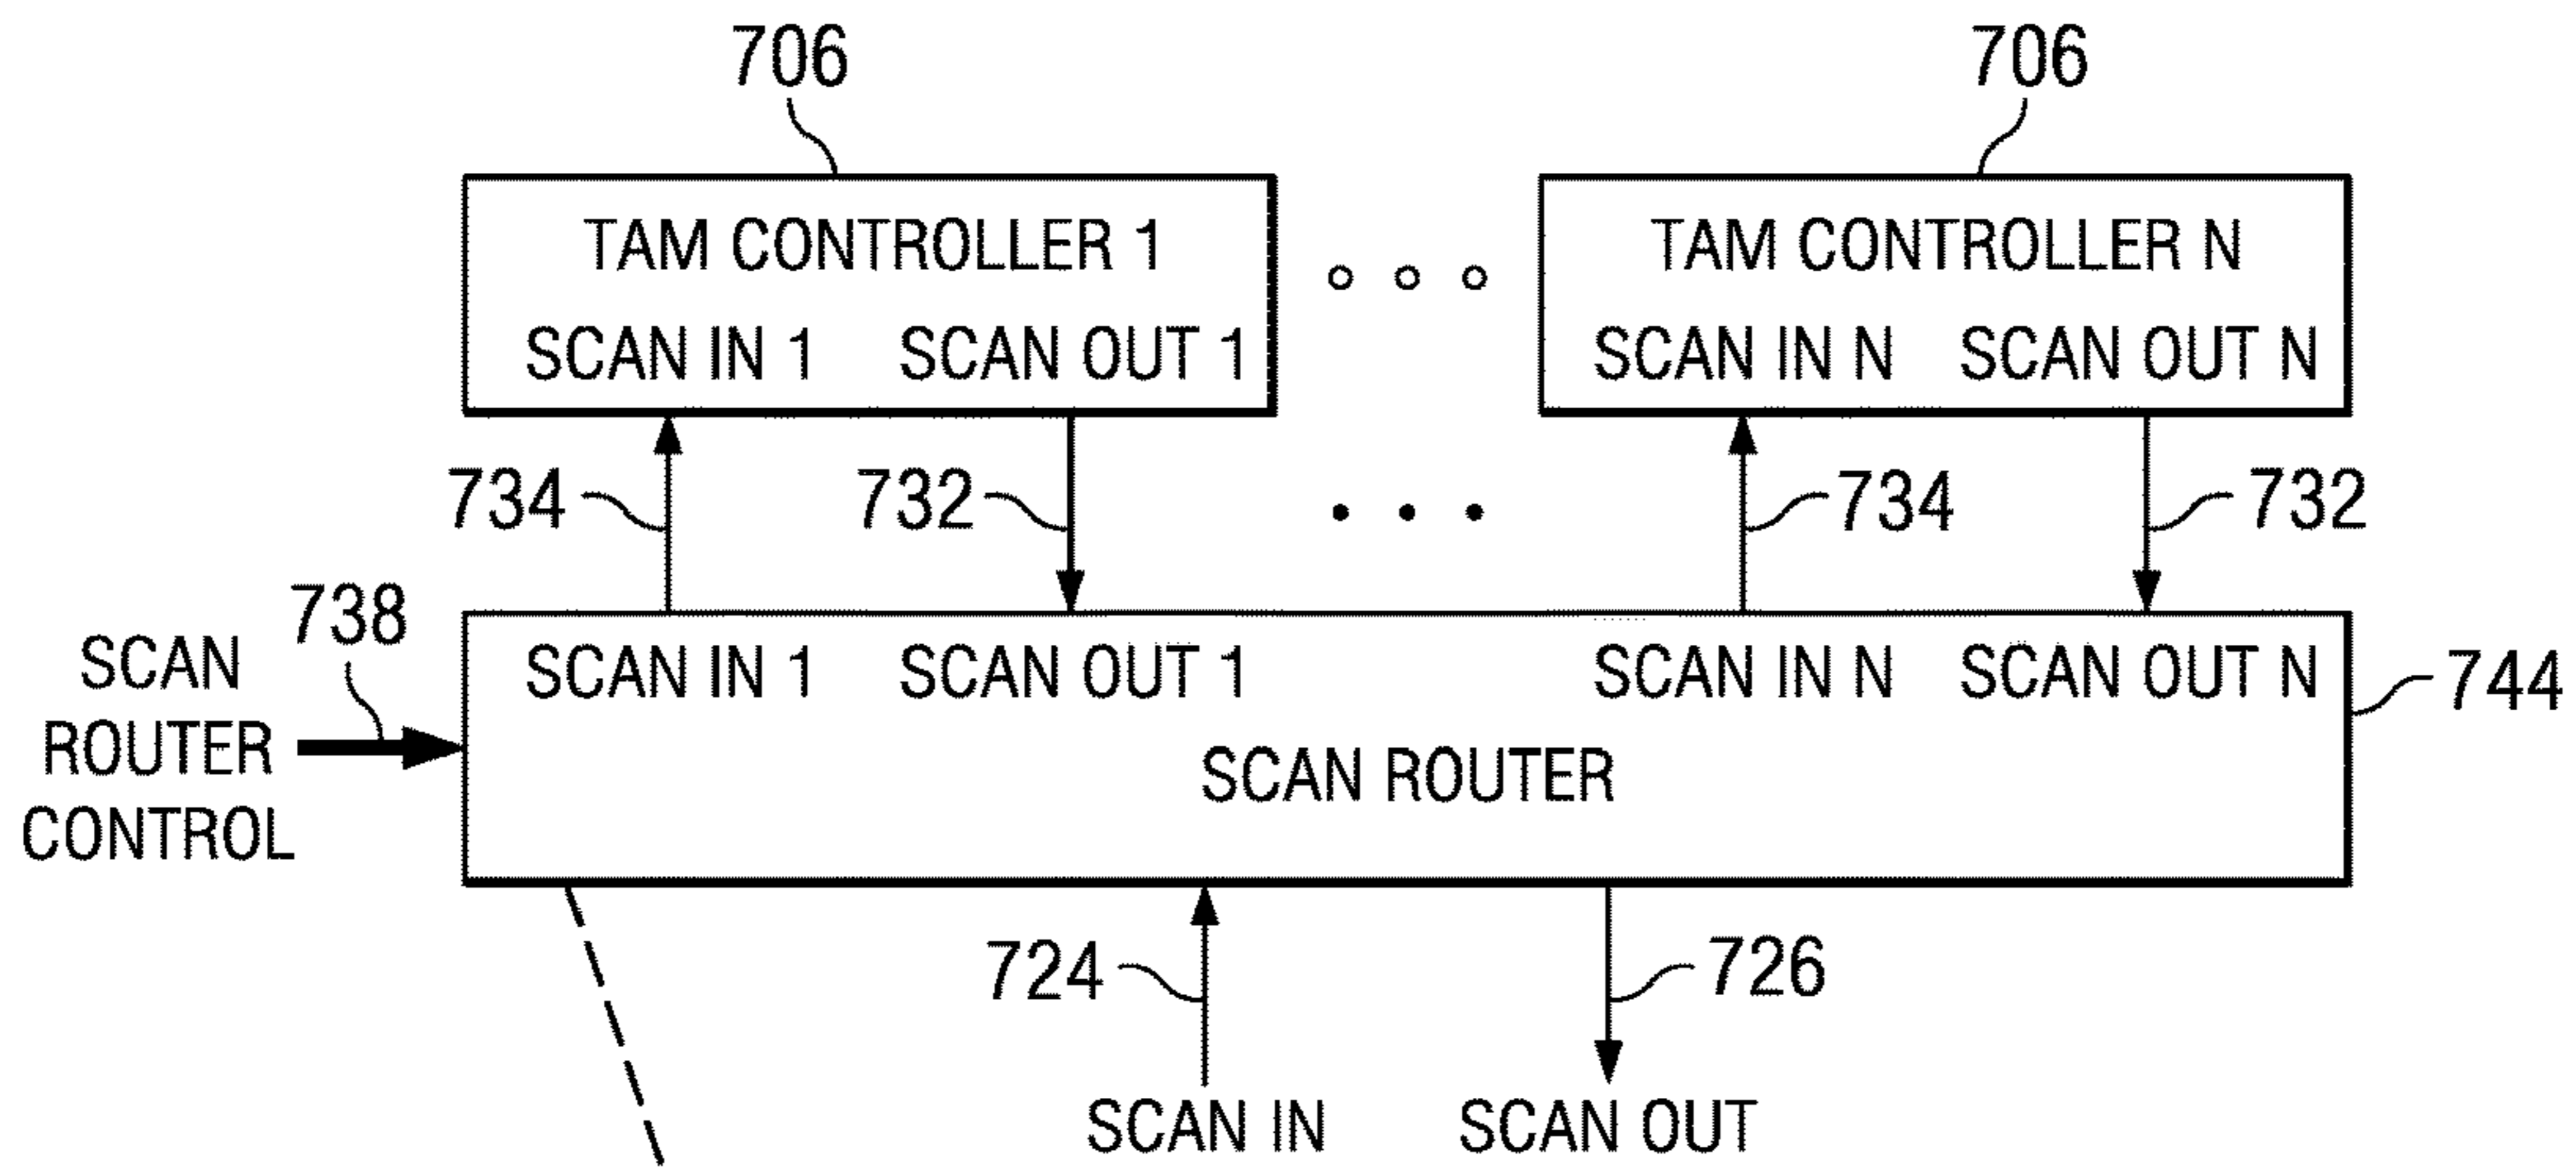 706 706
TAM CONTROLLER 1 TAM CONTROLLER N
SCAN IN 1 SCAN OUT 1 SCAN IN N SCAN OUT N
734 732 734 732
738
SCAN
ROUTER
CONTROL
SCAN IN 1 SCAN OUT 1 SCAN IN N SCAN OUT N
744
SCAN ROUTER
724 726
SCAN IN SCAN OUT